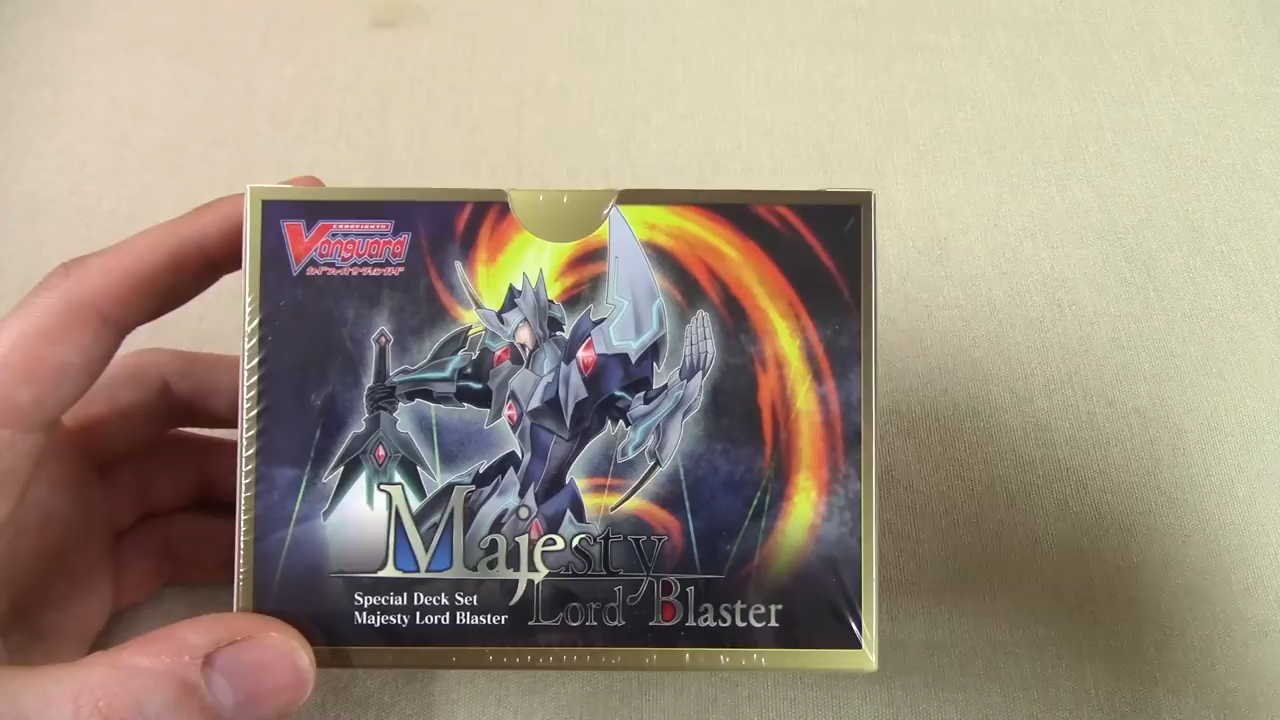 CARDFIGHT!!
Vanguard
カードファイト!! ヴァンガード
Majesty
Lord Blaster
Special Deck Set
Majesty Lord Blaster